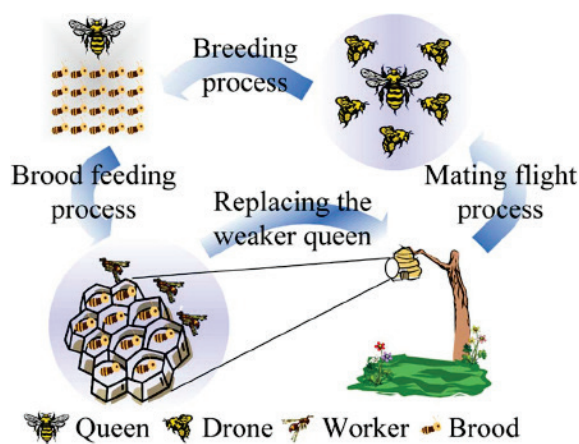 Breeding
process
Brood feeding
process
Replacing the
weaker queen
Mating flight
process
Queen Drone Worker Brood